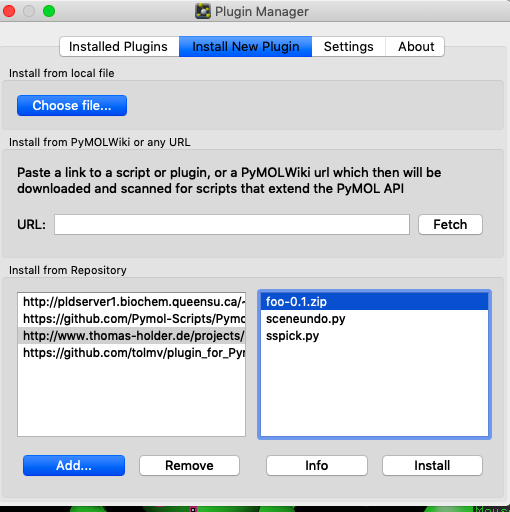 Plugin Manager
Installed Plugins
Install New Plugin
Settings
About
Install from local file
Choose file...
Install from PyMOLWiki or any URL
Paste a link to a script or plugin, or a PyMOLWiki url which then will be
downloaded and scanned for scripts that extend the PyMOL API
URL:
Fetch
Install from Repository
http://pldserver1.biochem.queensu.ca/~
https://github.com/Pymol-Scripts/Pymo
http://www.thomas-holder.de/projects/
https://github.com/tolmv/plugin_for_Pyr
foo-0.1.zip
sceneundo.py
sspick.py
Add...
Remove
Info
Install
Mous